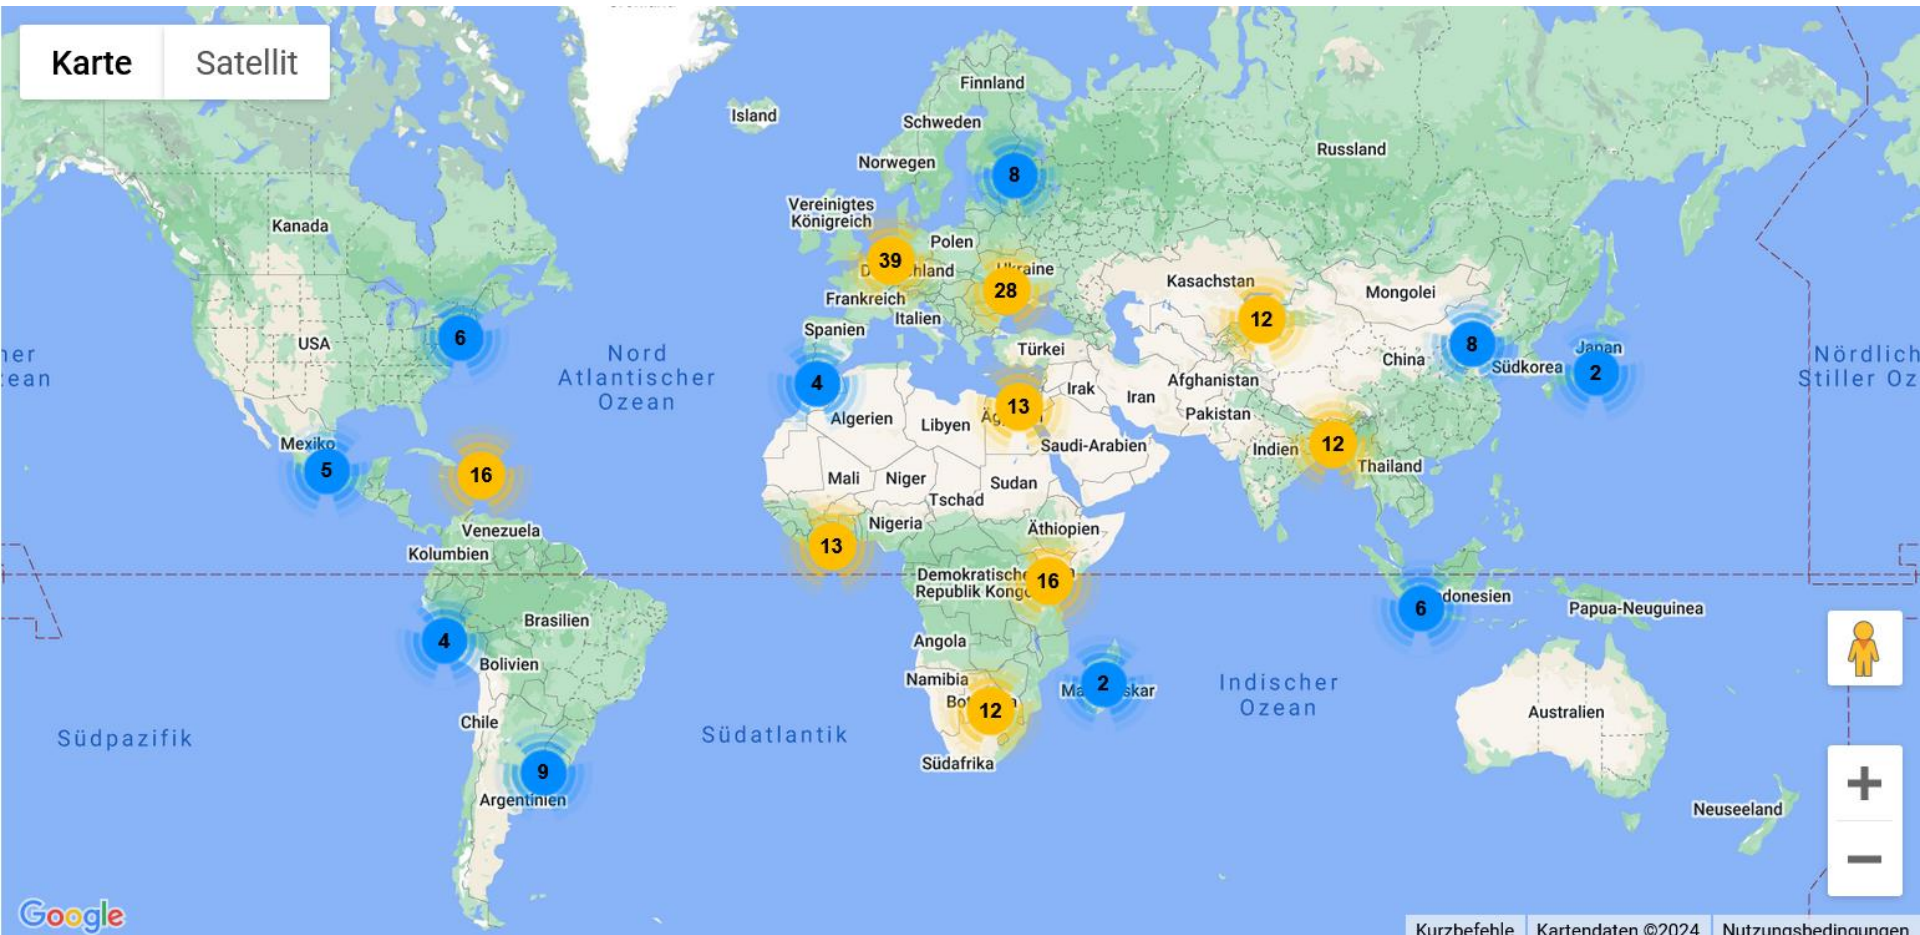 Karte
Satellit
Finnland
Island
Schweden
Russland
Norwegen
8
Vereinigtes
Königreich
Kanada
Polen
39
Ukraine
28
Kasachstan
Mongolei
Frankreich
Italien
12
Spanien
6
USA
Türkei
8
China
Südkorea
Japan
2
Nord
Atlantischer
Ozean
Nördlich
Stiller Oz
4
Irak
Iran
Afghanistan
Pakistan
13
Algerien
Libyen
Saudi-Arabien
Mexiko
5
16
Indien
12
Thailand
Mali
Niger
Sudan
Tschad
Nigeria
Äthiopien
Venezuela
Kolumbien
13
Demokratische
Republik Kongo
16
6
donesien
Papua-Neuguinea
Brasilien
4
Angola
Bolivien
Namibia
2
12
Indischer
Ozean
Australien
Chile
Südpazifik
Südatlantik
Südafrika
9
Argentinien
Neuseeland
Google
Kurzbefehle
Kartendaten ©2024
Nutzungsbedingungen